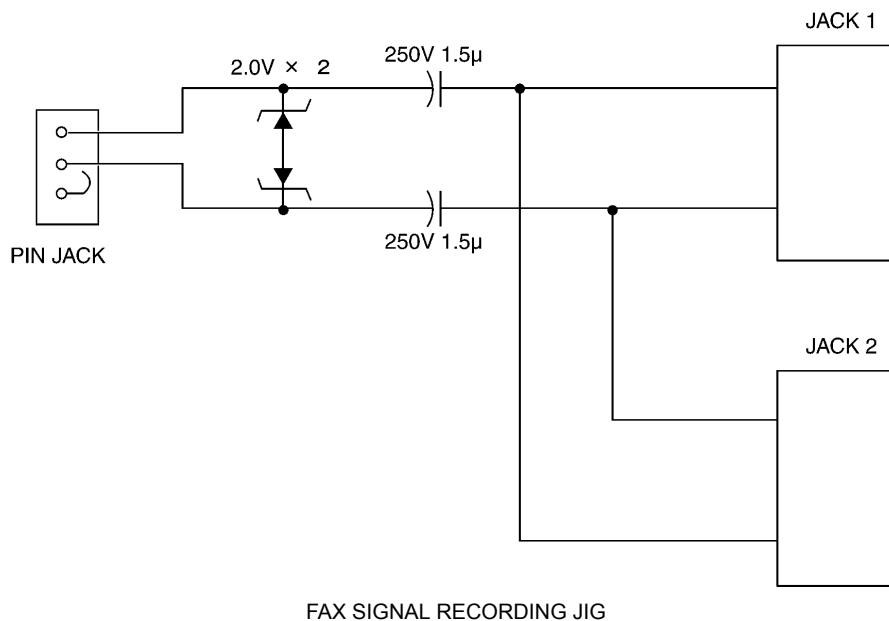 JACK 1
250V 1.5µ
2.0V × 2
PIN JACK
250V 1.5µ
JACK 2
FAX SIGNAL RECORDING JIG